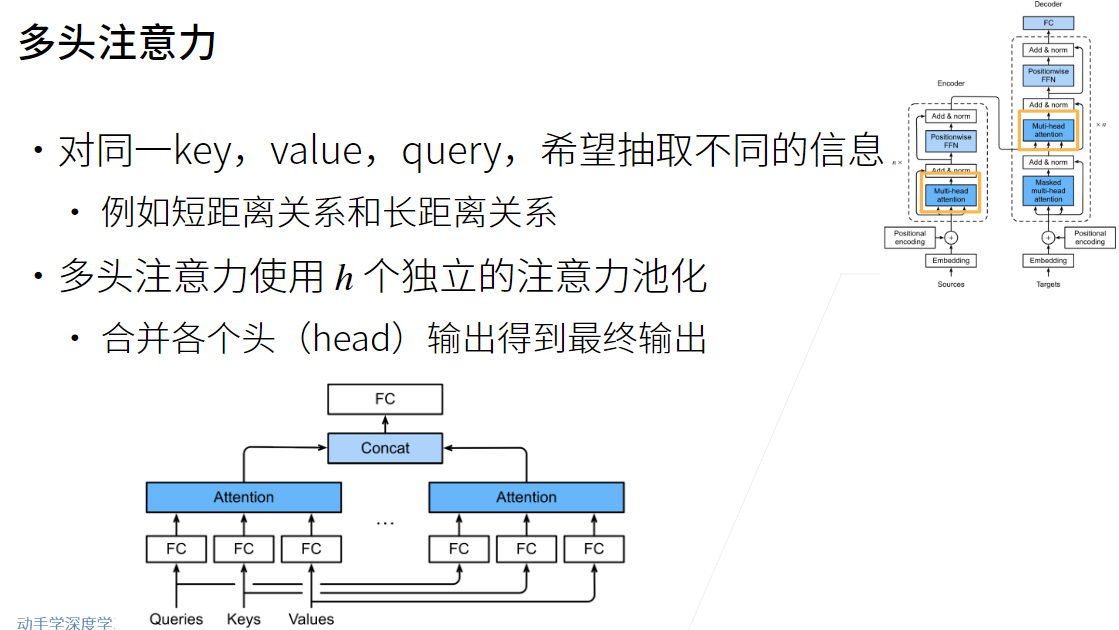 多头注意力
• 对同一key，value，query，希望抽取不同的信息
• 例如短距离关系和长距离关系
• 多头注意力使用 h 个独立的注意力池化
• 合并各个头（head）输出得到最终输出
FC
Concat
Attention ... Attention
FC FC FC FC FC FC
Queries Keys Values
动手学深度学
Decoder
FC
Add & norm
Positionwise
FFN
Add & norm
Muti-head
attention
× n
Add & norm
Masked
multi-head
attention
Positional
encoding
+
Embedding
Targets
Encoder
Add & norm
Positionwise
FFN
n ×
Add & norm
Multi-head
attention
Positional
encoding
+
Embedding
Sources